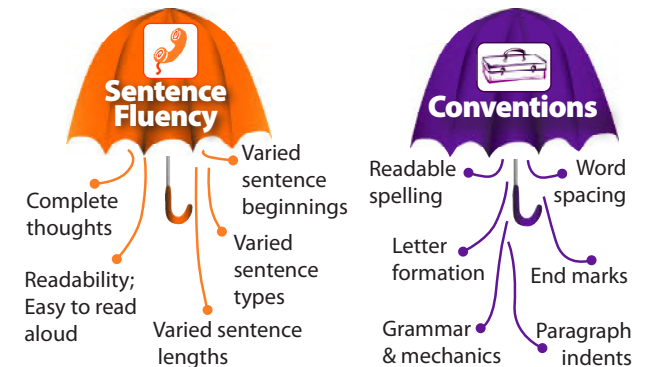 Sentence
Fluency
Complete
thoughts
Readability;
Easy to read
aloud
Varied sentence
lengths
Varied
sentence
types
Varied
sentence
beginnings
Conventions
Readable
spelling
Letter
formation
Grammar
& mechanics
Paragraph
indents
End marks
Word
spacing